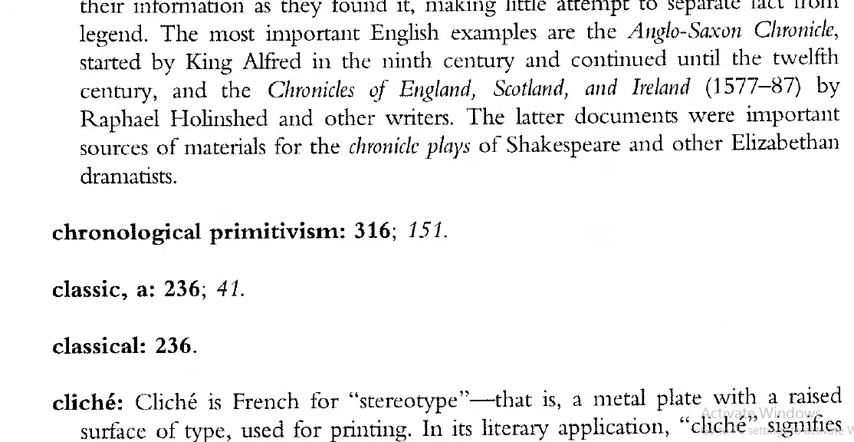 their information as they found it, making little attempt to separate fact from
legend. The most important English examples are the Anglo-Saxon Chronicle,
started by King Alfred in the ninth century and continued until the twelfth
century, and the Chronicles of England, Scotland, and Ireland (1577–87) by
Raphael Holinshed and other writers. The latter documents were important
sources of materials for the chronicle plays of Shakespeare and other Elizabethan
dramatists.
chronological primitivism: 316; 151.
classic, a: 236; 41.
classical: 236.
cliché: Cliché is French for “stereotype”—that is, a metal plate with a raised
Activate Windows
surface of type, used for printing. In its literary application, “cliché” signifies